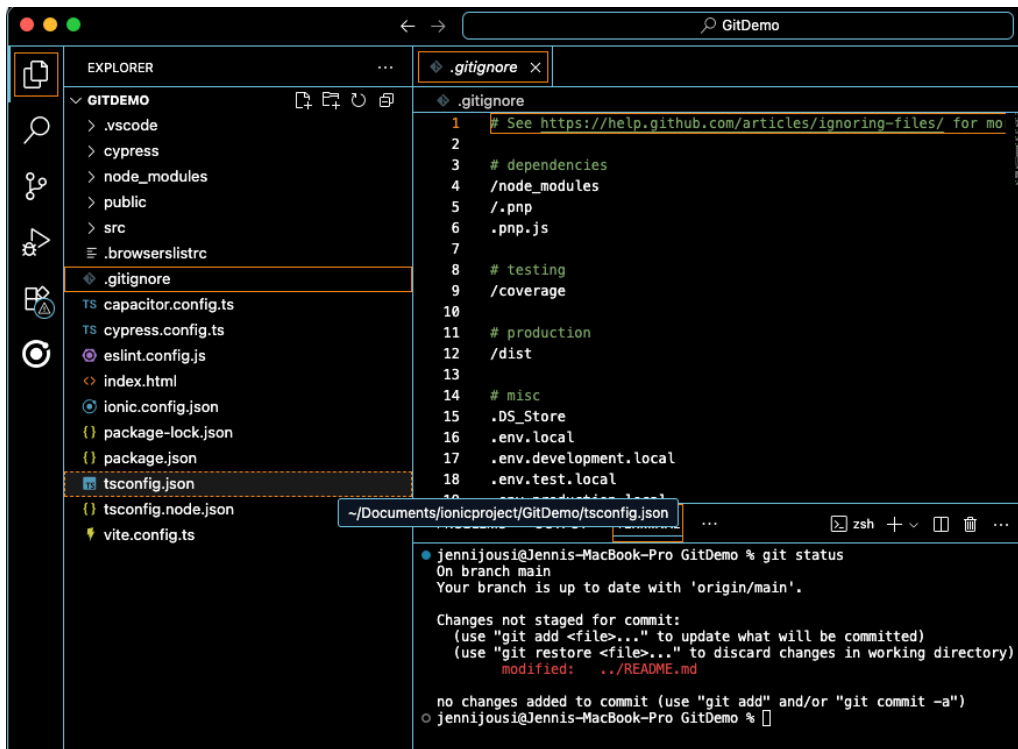 GitDemo
EXPLORER
GITDEMO
.vscode
cypress
node_modules
public
src
.browserslistrc
.gitignore
TS capacitor.config.ts
TS cypress.config.ts
eslint.config.js
<> index.html
ionic.config.json
{} package-lock.json
{} package.json
TS tsconfig.json
{} tsconfig.node.json
vite.config.ts
.gitignore
.gitignore
1 # See https://help.github.com/articles/ignoring-files/ for mo
2
3 # dependencies
4 /node_modules
5 /.pnp
6 .pnp.js
7
8 # testing
9 /coverage
10
11 # production
12 /dist
13
14 # misc
15 .DS_Store
16 .env.local
17 .env.development.local
18 .env.test.local
~/Documents/ionicproject/GitDemo/tsconfig.json
zsh
jennijousi@Jennis-MacBook-Pro GitDemo % git status
On branch main
Your branch is up to date with 'origin/main'.
Changes not staged for commit:
(use "git add <file>..." to update what will be committed)
(use "git restore <file>..." to discard changes in working directory)
modified: ../README.md
no changes added to commit (use "git add" and/or "git commit -a")
jennijousi@Jennis-MacBook-Pro GitDemo %